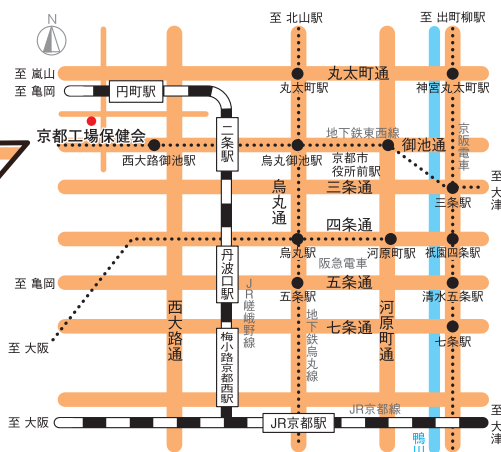 N
至 北山駅
至 出町柳駅
至 嵐山
丸太町通
至 亀岡
円町駅
丸太町駅
神宮丸太町駅
京都工場保健会
二条駅
地下鉄東西線
御池通
京阪電車
西大路御池駅
烏丸御池駅
京都市
役所前駅
烏丸通
三条通
三条駅
至 大津
四条通
烏丸駅
河原町駅
祇園四条駅
阪急電車
丹波口駅
JR嵯峨野線
至 亀岡
五条駅
五条通
清水五条駅
西大路通
地下鉄烏丸線
河原町通
七条通
七条駅
至 大阪
梅小路京都西駅
JR京都線
至 大阪
JR京都駅
鴨川
至 大津